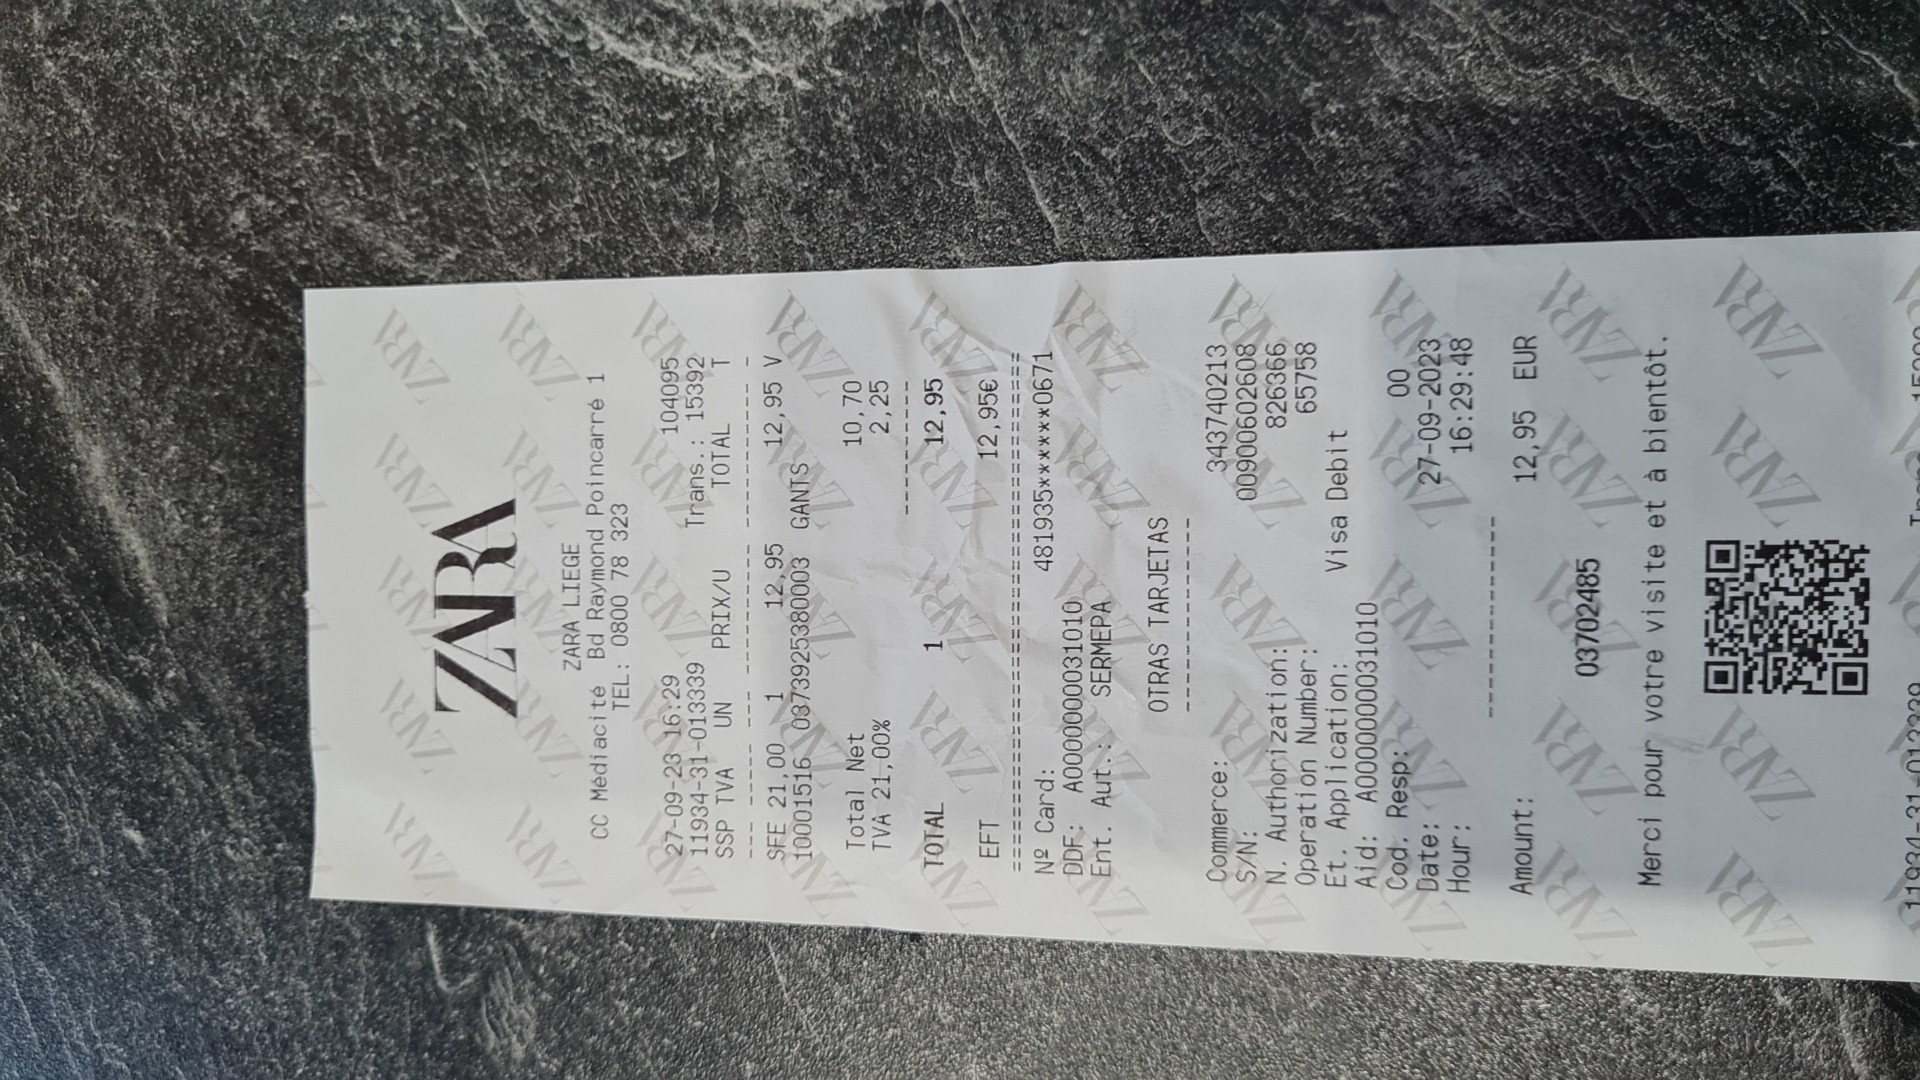 ZARA
ZARA LIEGE
CC Médiacité Bd Raymond Poincarré 1
TEL: 0800 78 323
27-09-23 16:29 104095
11934-31-013339 Trans.: 15392
SSP TVA UN PRIX/U TOTAL T
SFE 21,00 1 12,95 12,95 V
10001516 0373925380003 GANTS
Total Net 10,70
TVA 21,00% 2,25
TOTAL 1 12,95
EFT 12,95€
Nº Card: 481935******0671
DDF: A0000000031010
Ent. Aut.: SERMEPA
OTRAS TARJETAS
Commerce: 343740213
S/N: 00900602608
N. Authorization: 826366
Operation Number: 65758
Et. Application: Visa Debit
Aid: A0000000031010
Cod. Resp: 00
Date: 27-09-2023
Hour: 16:29:48
Amount: 12,95 EUR
03702485
Merci pour votre visite et à bientôt.